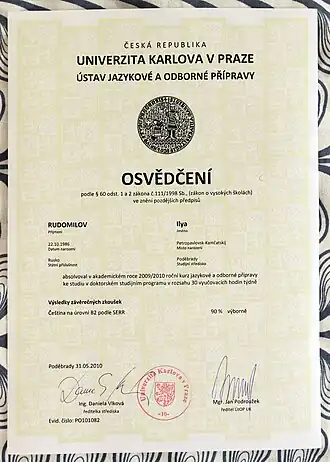 ČESKÁ REPUBLIKA
UNIVERZITA KARLOVA V PRAZE
ÚSTAV JAZYKOVÉ A ODBORNÉ PŘÍPRAVY
OSVĚDČENÍ
podle § 60 odst. 1 a 2 zákona č.111/1998 Sb., (zákon o vysokých školách)
ve znění pozdějších předpisů
RUDOMILOV Ilya
Příjmení Jméno
22.10.1986 Petropavlovsk-Kamčatskij
Datum narození Místo narození
Rusko Poděbrady
Státní příslušnost Studijní středisko
absolvoval v akademickém roce 2009/2010 roční kurz jazykové a odborné přípravy
ke studiu v doktorském studijním programu v rozsahu 30 vyučovacích hodin týdně
Výsledky závěrečných zkoušek
Čeština na úrovni B2 podle SERR 90 % výborně
Poděbrady 31.05.2010
Univerzita Karlova v Praze
-10-
Ing. Daniela Vlková Mgr. Jan Podroužek
ředitelka střediska ředitel ÚJOP UK
Evid. číslo: PO101082